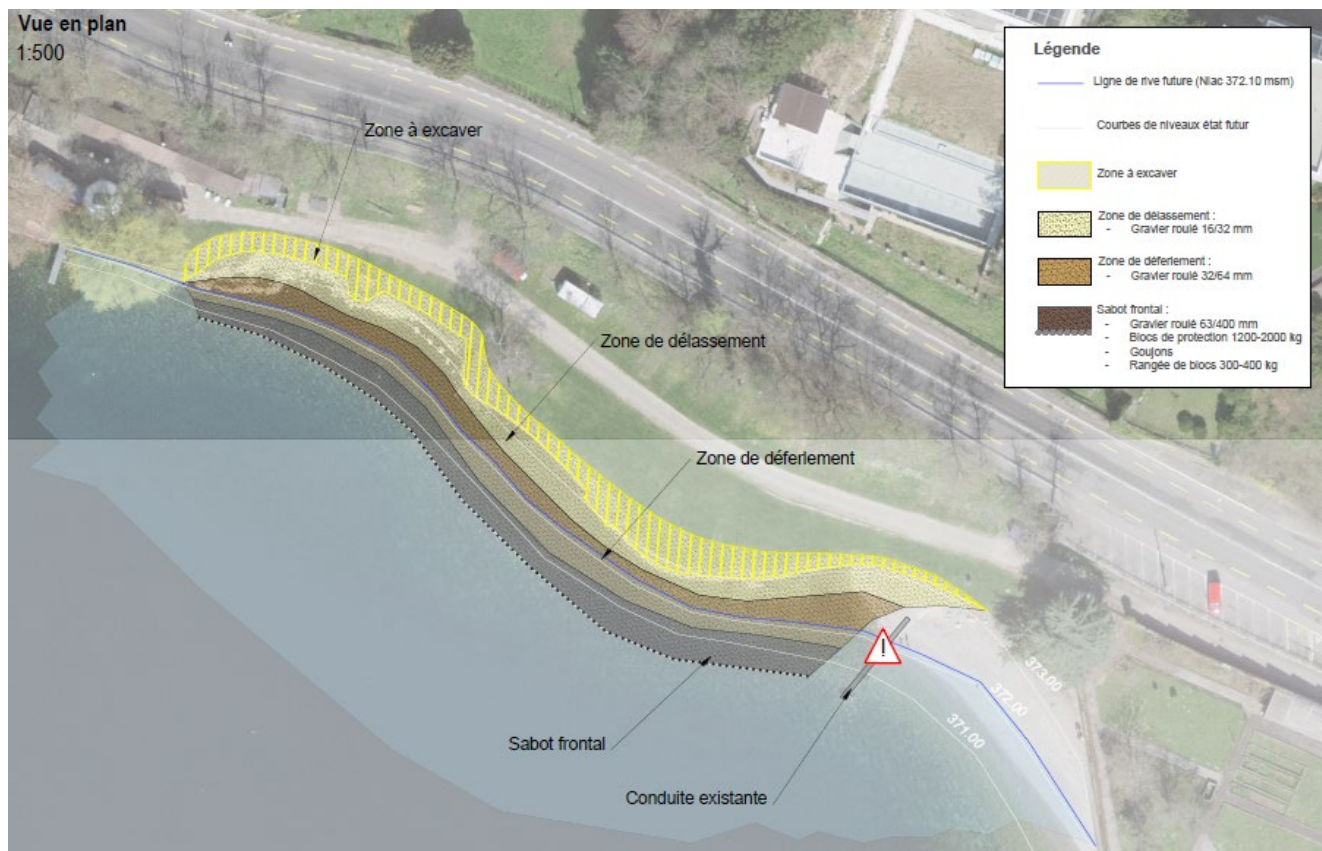 Vue en plan
1:500
Légende
Ligne de rive future (Nlac 372.10 msm)
Courbes de niveaux état futur
Zone à excaver
Zone de délassement :
- Gravier roulé 16/32 mm
Zone de déferlement :
- Gravier roulé 32/64 mm
Sabot frontal :
- Gravier roulé 63/400 mm
- Blocs de protection 1200-2000 kg
- Goujons
- Rangée de blocs 300-400 kg
Zone à excaver
Zone de délassement
Zone de déferlement
!
373.00
372.00
371.00
Sabot frontal
Conduite existante